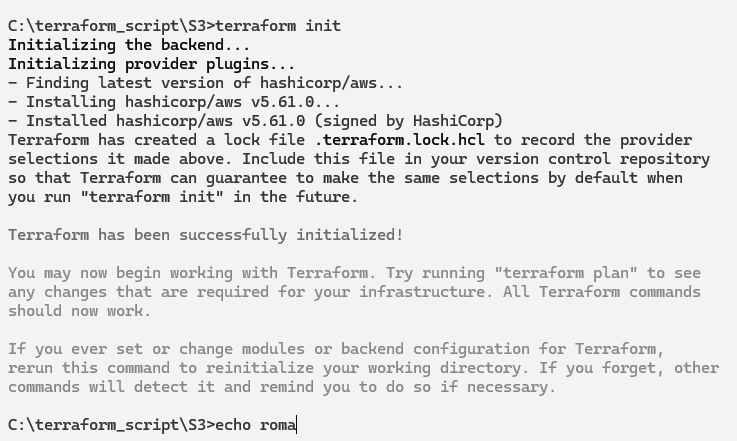 C:\terraform_script\S3>terraform init
Initializing the backend...
Initializing provider plugins...
- Finding latest version of hashicorp/aws...
- Installing hashicorp/aws v5.61.0...
- Installed hashicorp/aws v5.61.0 (signed by HashiCorp)
Terraform has created a lock file .terraform.lock.hcl to record the provider
selections it made above. Include this file in your version control repository
so that Terraform can guarantee to make the same selections by default when
you run "terraform init" in the future.
Terraform has been successfully initialized!
You may now begin working with Terraform. Try running "terraform plan" to see
any changes that are required for your infrastructure. All Terraform commands
should now work.
If you ever set or change modules or backend configuration for Terraform,
rerun this command to reinitialize your working directory. If you forget, other
commands will detect it and remind you to do so if necessary.
C:\terraform_script\S3>echo roma